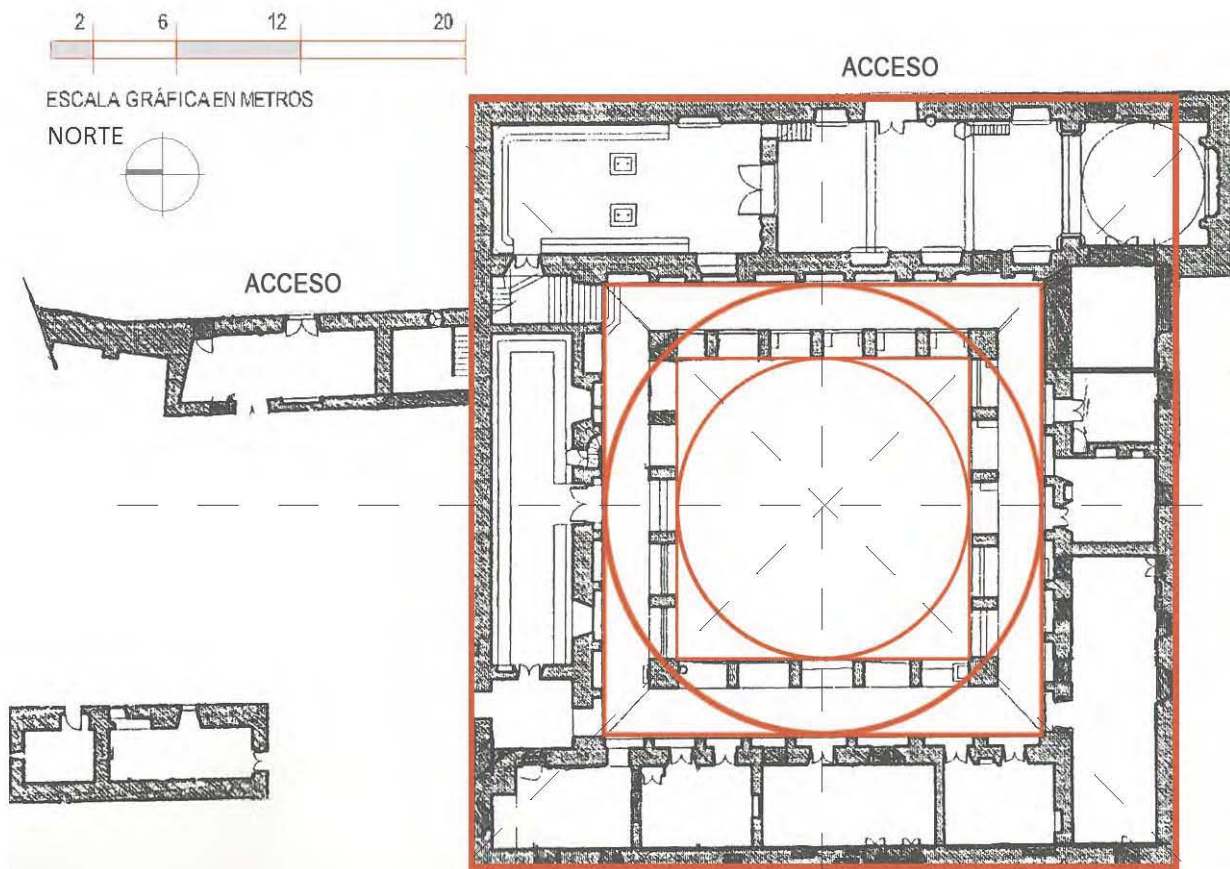 2 6 12 20
ACCESO
ESCALA GRÁFICA EN METROS
NORTE
ACCESO